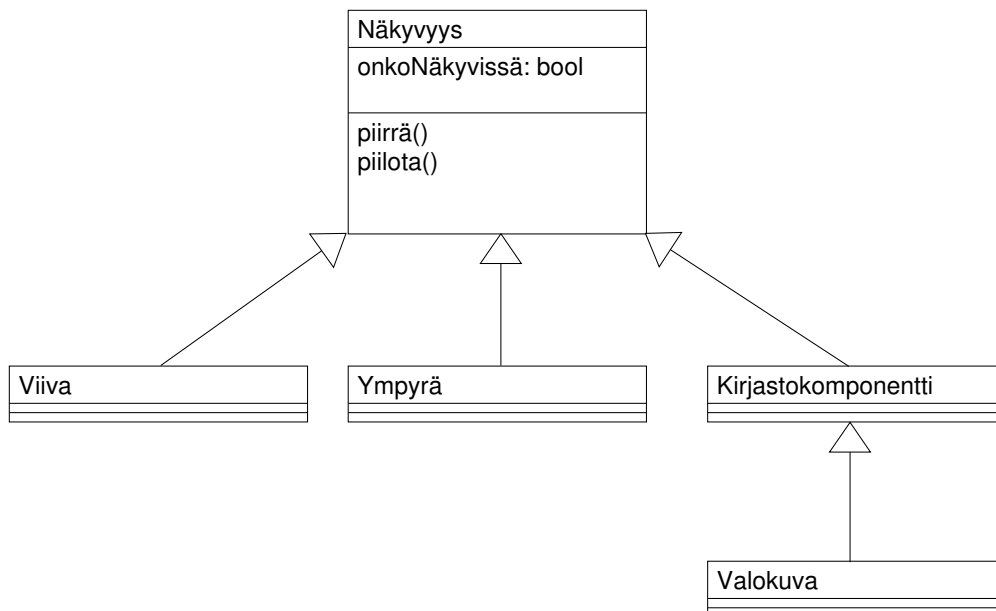 Näkyvyys
onkoNäkyvissä: bool
piirrä()
piilota()
Viiva
Ympyrä
Kirjastokomponentti
Valokuva